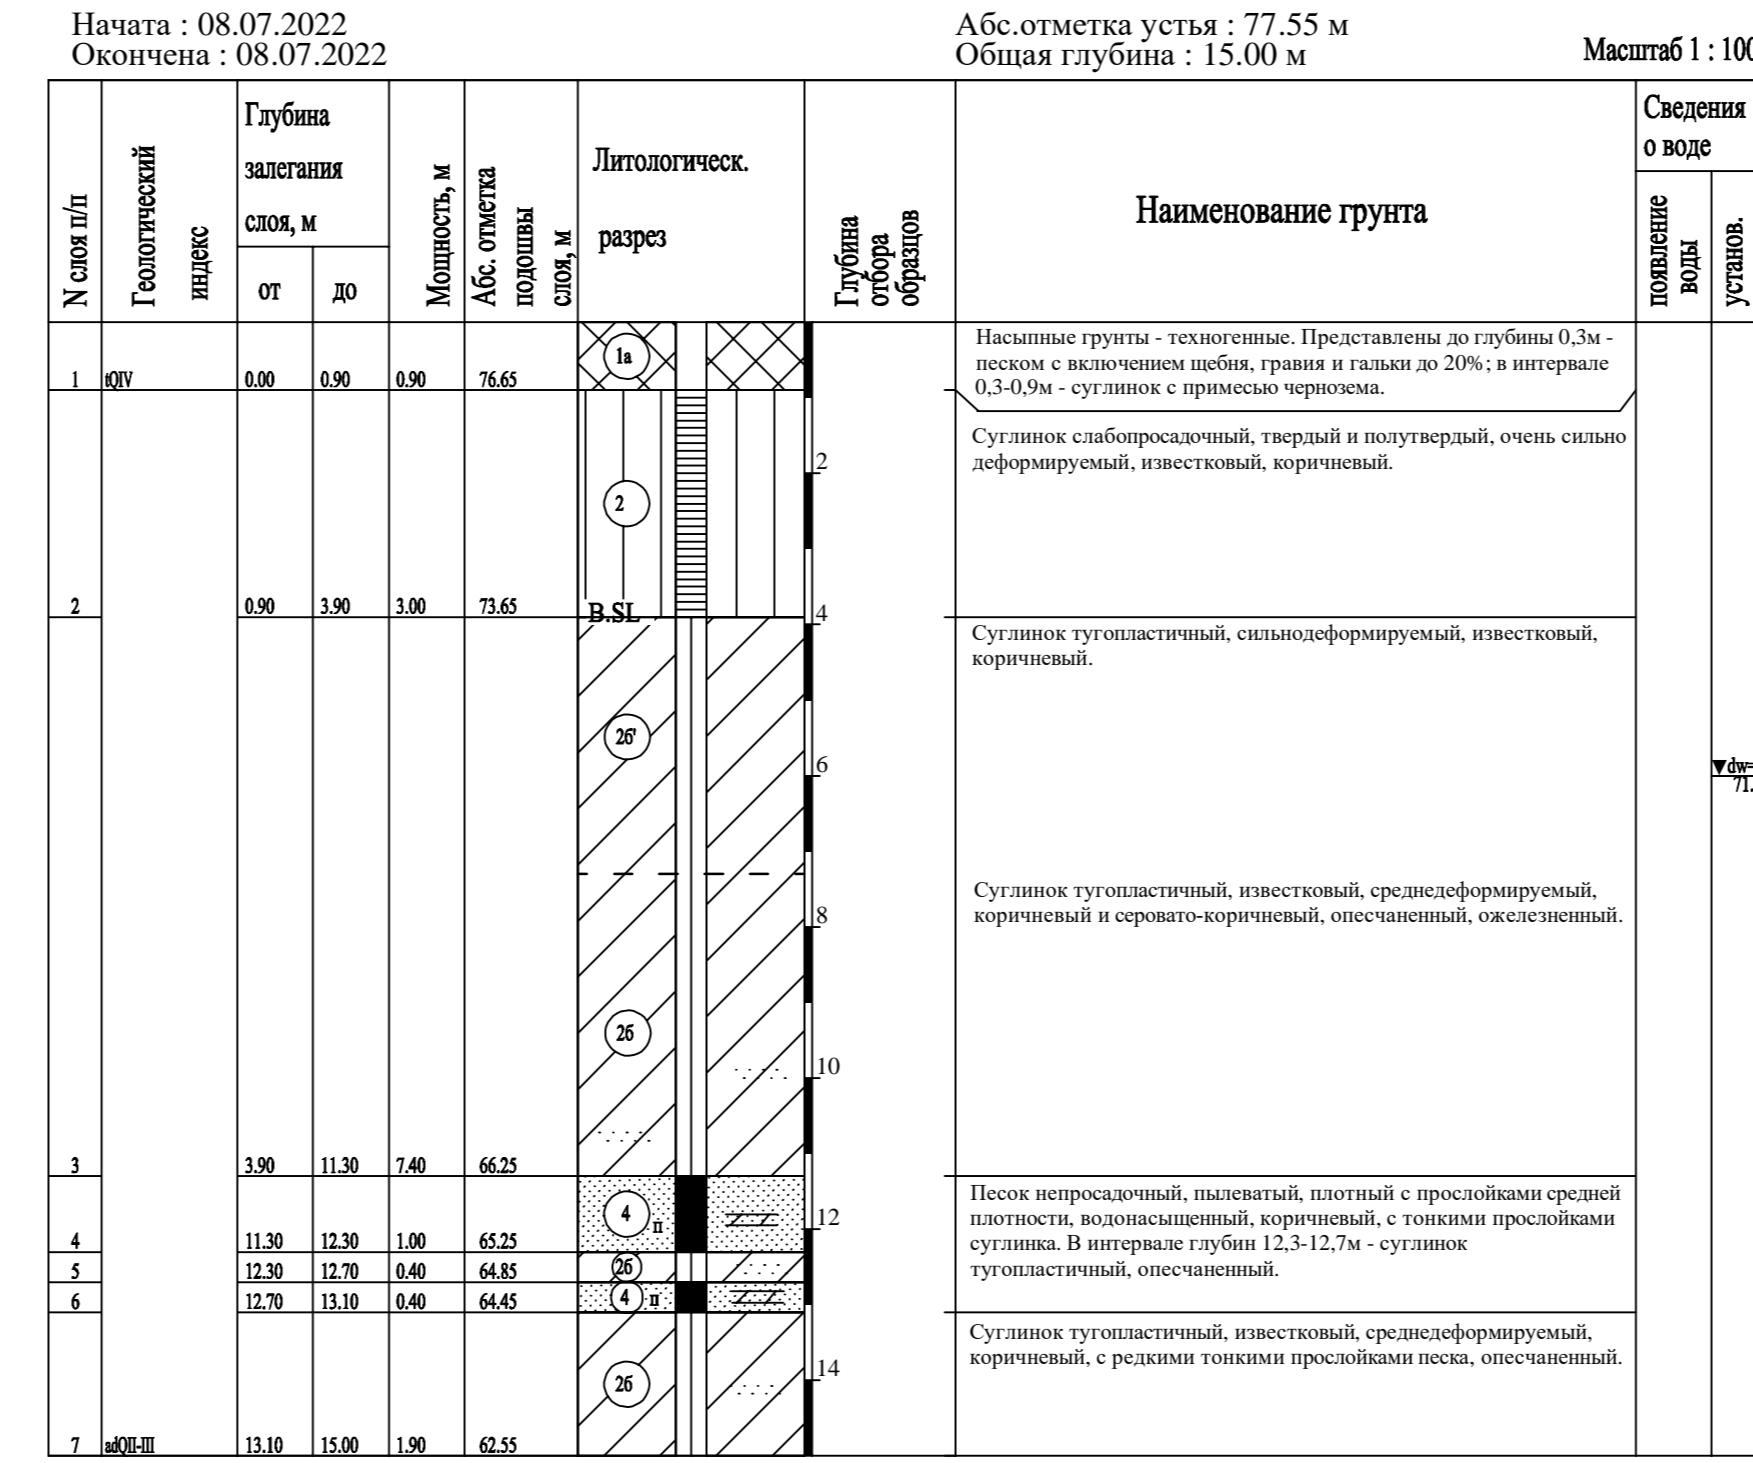 Начата : 08.07.2022
Окончена : 08.07.2022
Абс.отметка устья : 77.55 м
Общая глубина : 15.00 м
Масштаб 1 : 100
N слоя п/п
Геологический
индекс
Глубина
залегания
слоя, м
от
до
Мощность, м
Абс. отметка
подошвы
слоя, м
Литологическ.
разрез
Глубина
отбора
образцов
Наименование грунта
Сведения
о воде
появление
воды
установ.
1 tQIV 0.00 0.90 0.90 76.65
1а
Насыпные грунты - техногенные. Представлены до глубины 0,3м -
песком с включением щебня, гравия и гальки до 20%; в интервале
0,3-0,9м - суглинок с примесью чернозема.
2 0.90 3.90 3.00 73.65
2
B.SL
2
4
Суглинок слабопросадочный, твердый и полутвердый, очень сильно
деформируемый, известковый, коричневый.
Суглинок тугопластичный, сильнодеформируемый, известковый,
коричневый.
2б'
6
dw=
71.
8
Суглинок тугопластичный, известковый, среднедеформируемый,
коричневый и серовато-коричневый, опесчаненный, ожелезненный.
2б
10
3 3.90 11.30 7.40 66.25
4 11.30 12.30 1.00 65.25
4 п
12
Песок непросадочный, пылеватый, плотный с прослойками средней
плотности, водонасыщенный, коричневый, с тонкими прослойками
суглинка. В интервале глубин 12,3-12,7м - суглинок
тугопластичный, опесчаненный.
5 12.30 12.70 0.40 64.85
2б
6 12.70 13.10 0.40 64.45
4 п
Суглинок тугопластичный, известковый, среднедеформируемый,
коричневый, с редкими тонкими прослойками песка, опесчаненный.
14
2б
7 adQII-III 13.10 15.00 1.90 62.55